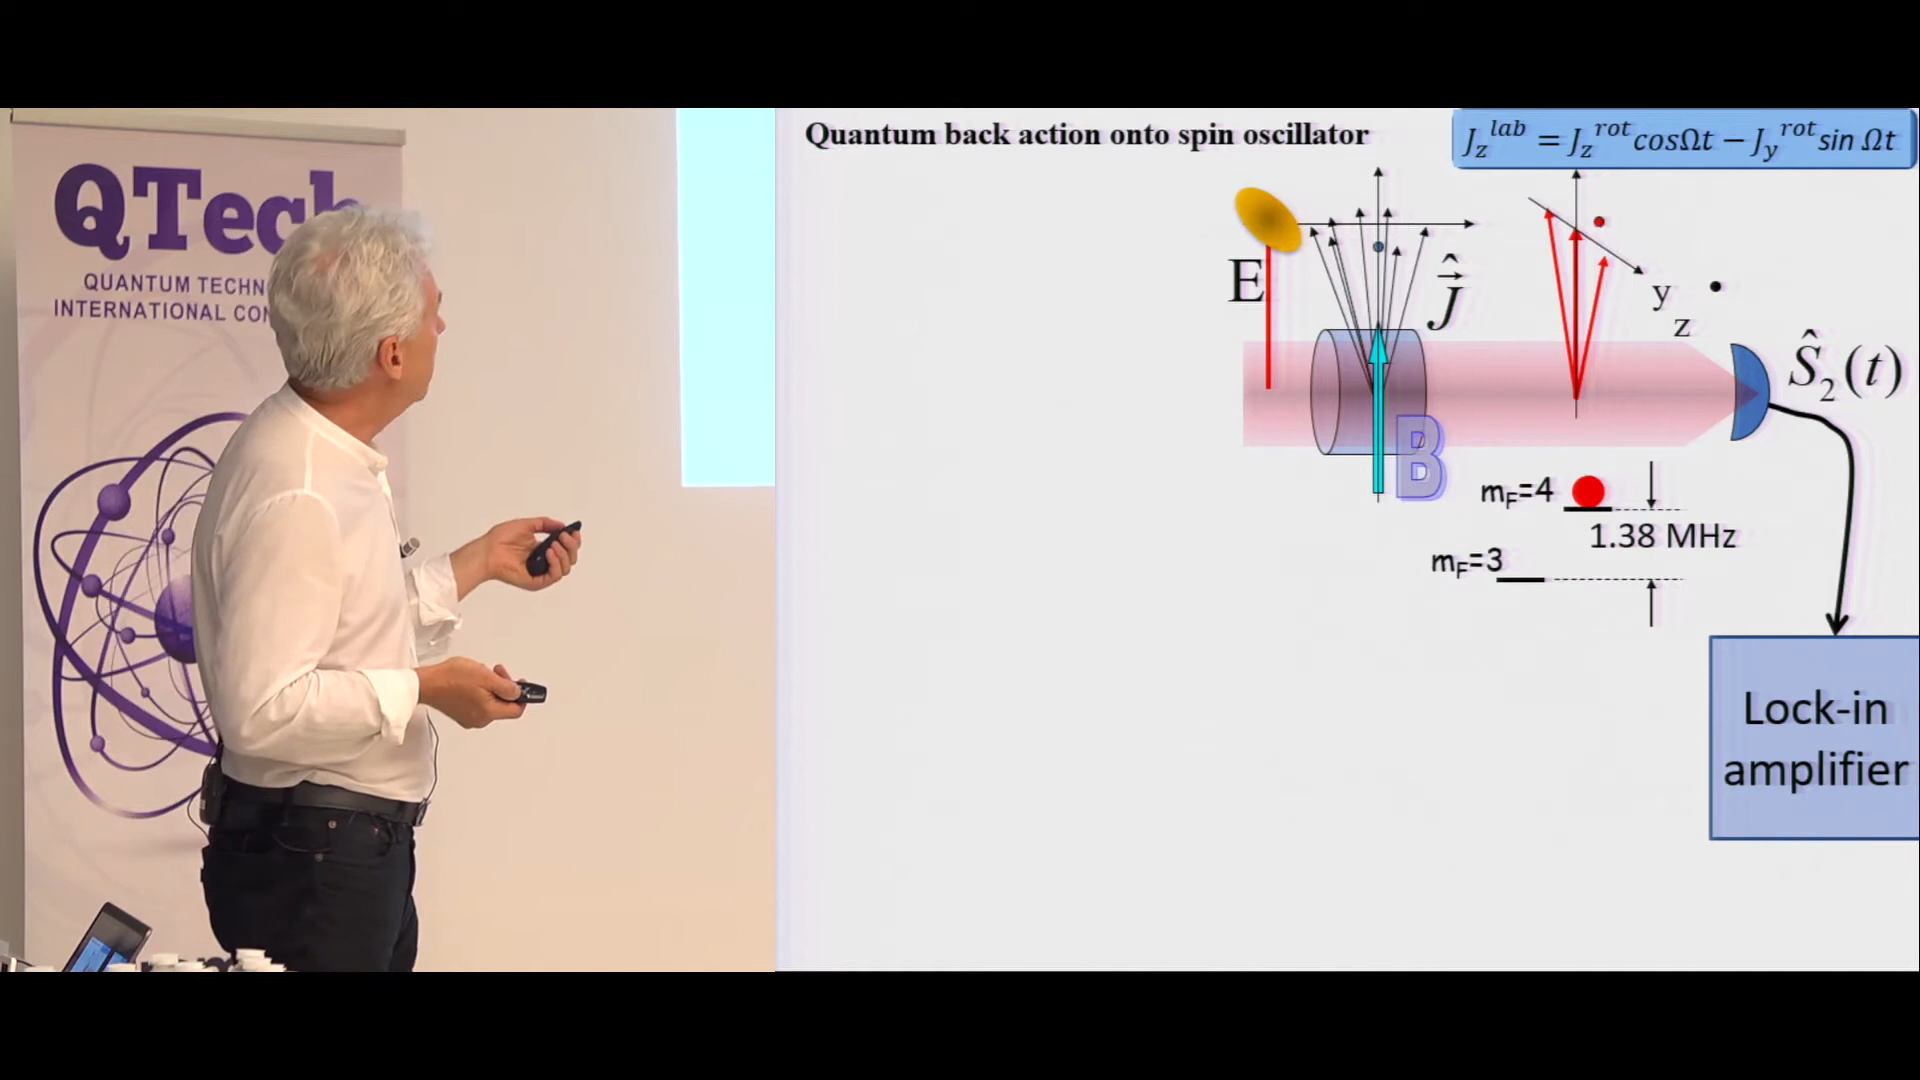 QTech
QUANTUM TECHN
INTERNATIONAL CON
Quantum back action onto spin oscillator
J_z^lab = J_z^rot cosΩt − J_y^rot sin Ωt
E
Ĵ
y
z
Ŝ₂(t)
B
m_F=4
1.38 MHz
m_F=3
Lock-in
amplifier